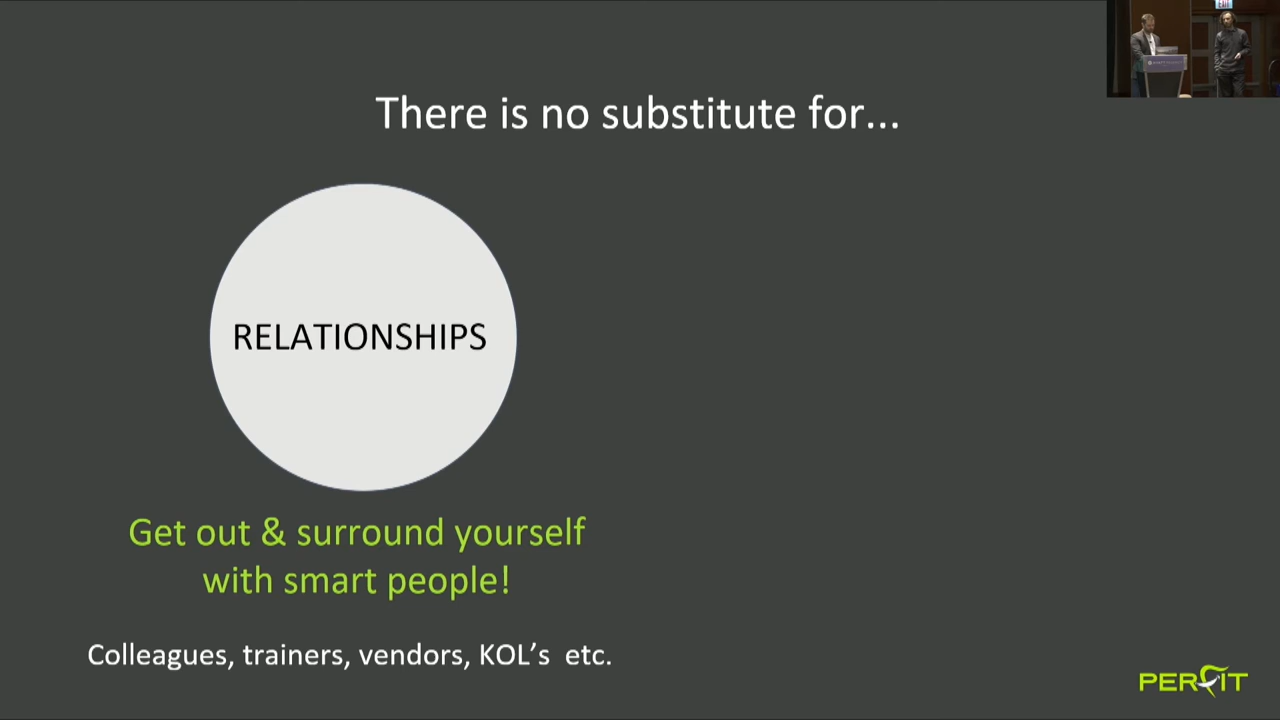 EXIT
There is no substitute for...
RELATIONSHIPS
Get out & surround yourself
with smart people!
Colleagues, trainers, vendors, KOL's  etc.
PERFIT